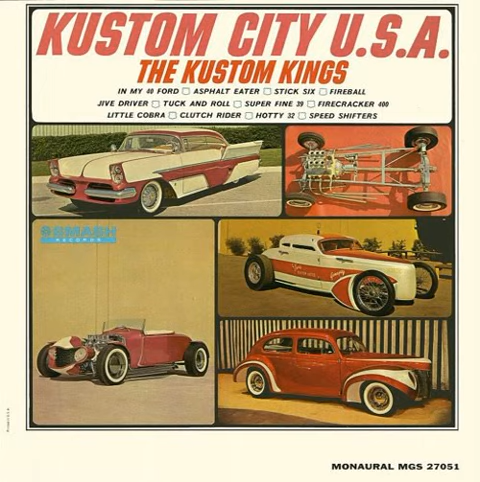 KUSTOM CITY U.S.A.
THE KUSTOM KINGS
IN MY 40 FORD ▢ ASPHALT EATER ▢ STICK SIX ▢ FIREBALL
JIVE DRIVER ▢ TUCK AND ROLL ▢ SUPER FINE 39 ▢ FIRECRACKER 400
LITTLE COBRA ▢ CLUTCH RIDER ▢ HOTTY 32 ▢ SPEED SHIFTERS
SMASH
RECORDS
MONAURAL MGS 27051